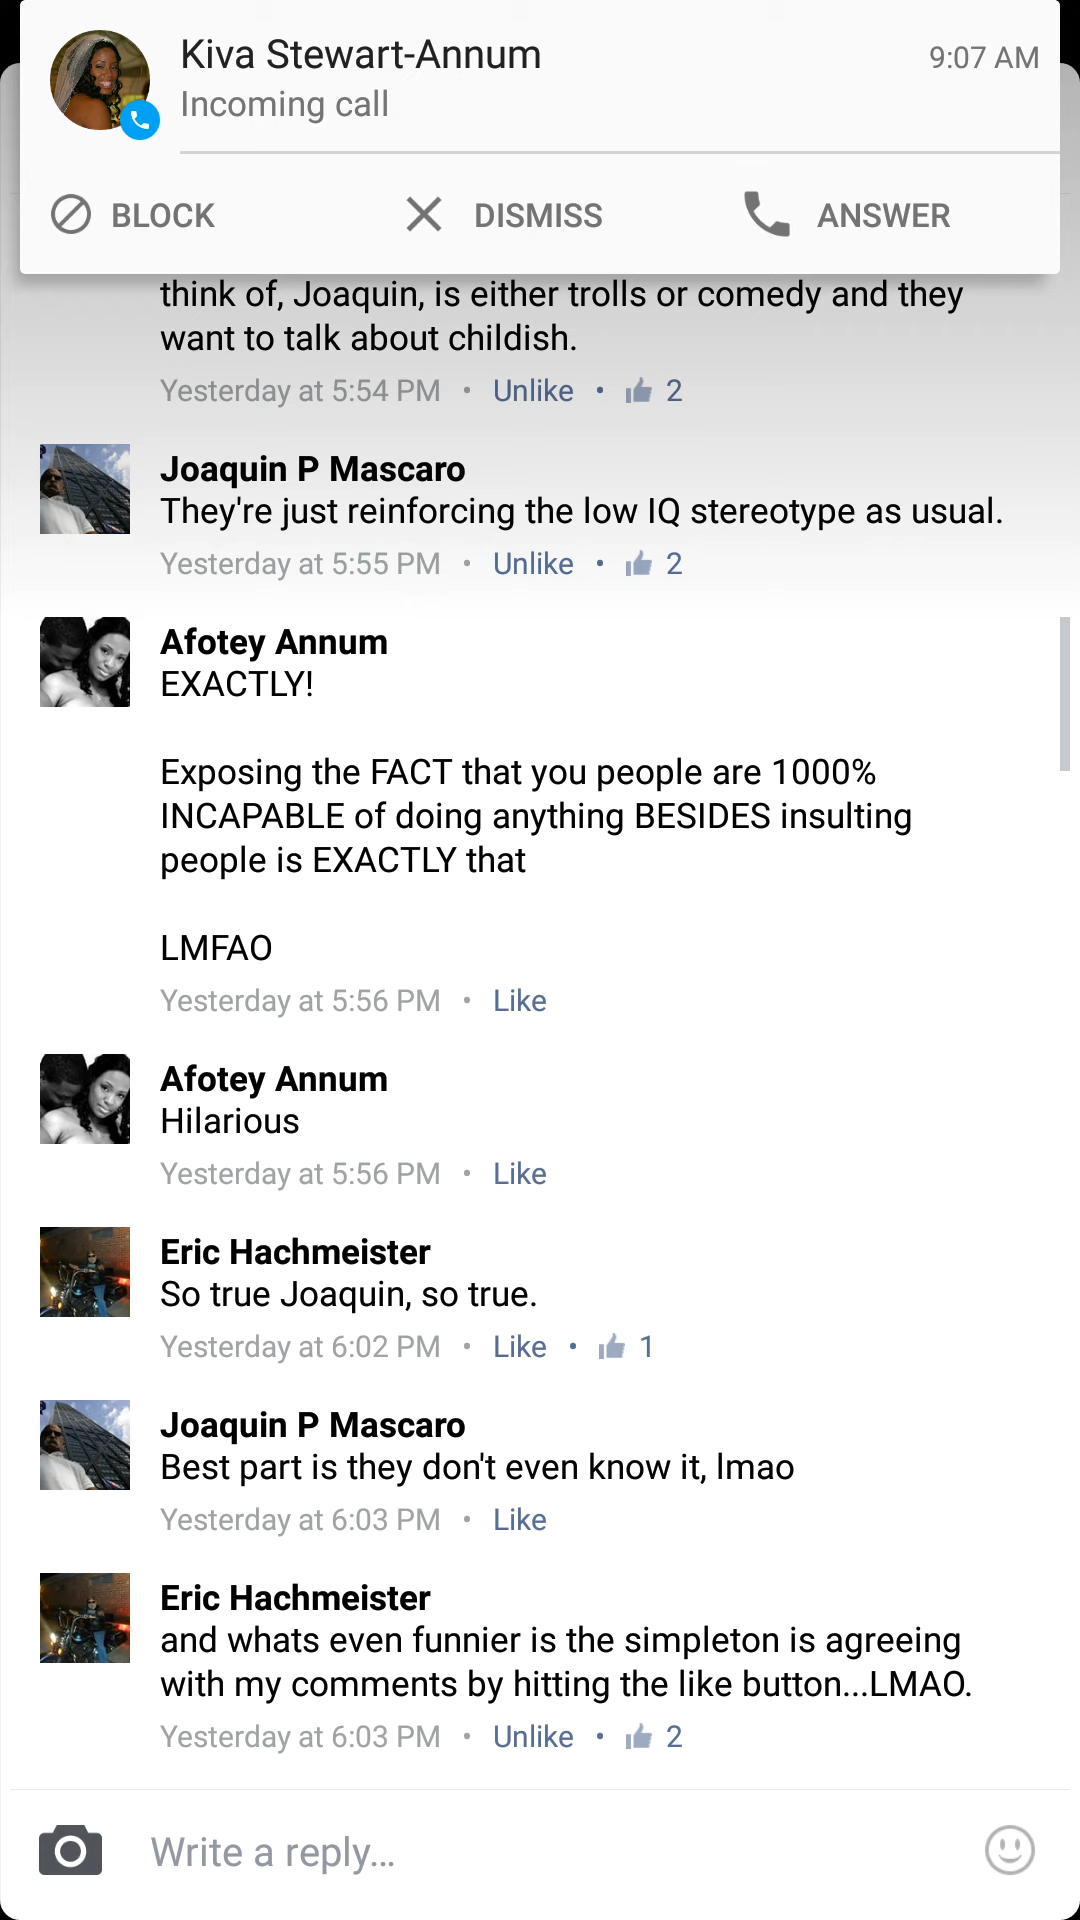 Kiva Stewart-Annum
9:07 AM
Incoming call
BLOCK
DISMISS
ANSWER
think of, Joaquin, is either trolls or comedy and they
want to talk about childish.
Yesterday at 5:54 PM • Unlike • 2
Joaquin P Mascaro
They're just reinforcing the low IQ stereotype as usual.
Yesterday at 5:55 PM • Unlike • 2
Afotey Annum
EXACTLY!
Exposing the FACT that you people are 1000%
INCAPABLE of doing anything BESIDES insulting
people is EXACTLY that
LMFAO
Yesterday at 5:56 PM • Like
Afotey Annum
Hilarious
Yesterday at 5:56 PM • Like
Eric Hachmeister
So true Joaquin, so true.
Yesterday at 6:02 PM • Like • 1
Joaquin P Mascaro
Best part is they don't even know it, lmao
Yesterday at 6:03 PM • Like
Eric Hachmeister
and whats even funnier is the simpleton is agreeing
with my comments by hitting the like button...LMAO.
Yesterday at 6:03 PM • Unlike • 2
Write a reply...